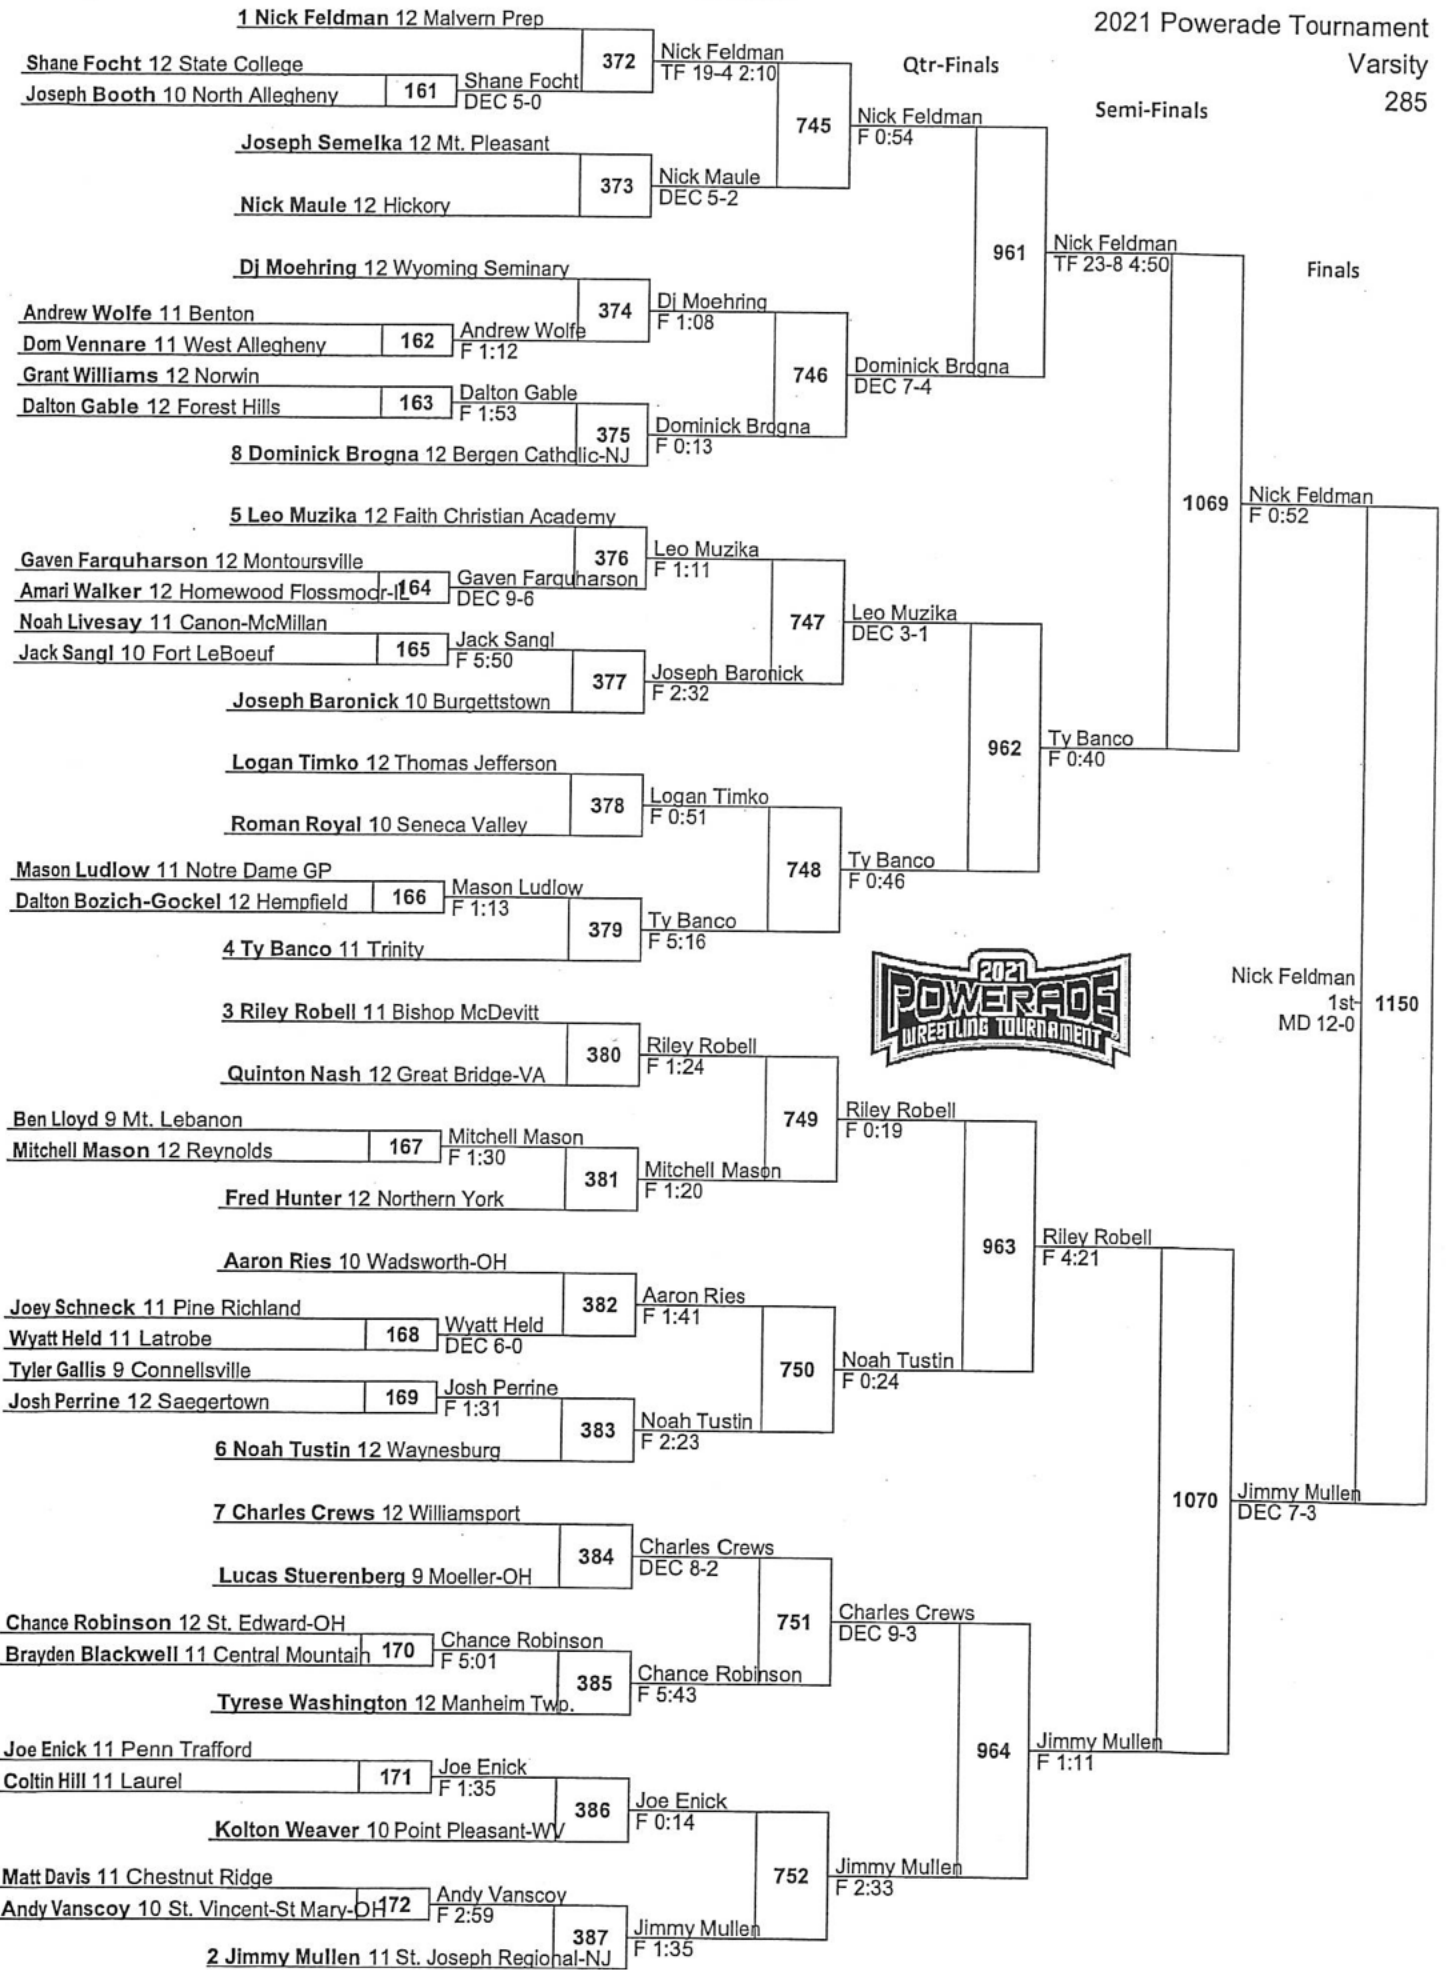 2021 Powerade Tournament
Varsity
285
Qtr-Finals
Semi-Finals
Finals
1 Nick Feldman 12 Malvern Prep
372
Nick Feldman
TF 19-4 2:10
Shane Focht 12 State College
Joseph Booth 10 North Allegheny
161
Shane Focht
DEC 5-0
745
Nick Feldman
F 0:54
Joseph Semelka 12 Mt. Pleasant
373
Nick Maule
DEC 5-2
Nick Maule 12 Hickory
961
Nick Feldman
TF 23-8 4:50
Dj Moehring 12 Wyoming Seminary
374
Dj Moehring
F 1:08
Andrew Wolfe 11 Benton
Dom Vennare 11 West Allegheny
162
Andrew Wolfe
F 1:12
746
Dominick Brogna
DEC 7-4
Grant Williams 12 Norwin
Dalton Gable 12 Forest Hills
163
Dalton Gable
F 1:53
375
Dominick Brogna
F 0:13
8 Dominick Brogna 12 Bergen Catholic-NJ
1069
Nick Feldman
F 0:52
5 Leo Muzika 12 Faith Christian Academy
376
Leo Muzika
F 1:11
Gaven Farquharson 12 Montoursville
Amari Walker 12 Homewood Flossmoor-IL
164
Gaven Farquharson
DEC 9-6
747
Leo Muzika
DEC 3-1
Noah Livesay 11 Canon-McMillan
Jack Sangl 10 Fort LeBoeuf
165
Jack Sangl
F 5:50
377
Joseph Baronick
F 2:32
Joseph Baronick 10 Burgettstown
962
Ty Banco
F 0:40
Logan Timko 12 Thomas Jefferson
378
Logan Timko
F 0:51
Roman Royal 10 Seneca Valley
748
Ty Banco
F 0:46
Mason Ludlow 11 Notre Dame GP
Dalton Bozich-Gockel 12 Hempfield
166
Mason Ludlow
F 1:13
379
Ty Banco
F 5:16
4 Ty Banco 11 Trinity
2021
POWERADE
WRESTLING TOURNAMENT
Nick Feldman
1st
MD 12-0
1150
3 Riley Robell 11 Bishop McDevitt
380
Riley Robell
F 1:24
Quinton Nash 12 Great Bridge-VA
749
Riley Robell
F 0:19
Ben Lloyd 9 Mt. Lebanon
Mitchell Mason 12 Reynolds
167
Mitchell Mason
F 1:30
381
Mitchell Mason
F 1:20
Fred Hunter 12 Northern York
963
Riley Robell
F 4:21
Aaron Ries 10 Wadsworth-OH
382
Aaron Ries
F 1:41
Joey Schneck 11 Pine Richland
Wyatt Held 11 Latrobe
168
Wyatt Held
DEC 6-0
750
Noah Tustin
F 0:24
Tyler Gallis 9 Connellsville
Josh Perrine 12 Saegertown
169
Josh Perrine
F 1:31
383
Noah Tustin
F 2:23
6 Noah Tustin 12 Waynesburg
1070
Jimmy Mullen
DEC 7-3
7 Charles Crews 12 Williamsport
384
Charles Crews
DEC 8-2
Lucas Stuerenberg 9 Moeller-OH
751
Charles Crews
DEC 9-3
Chance Robinson 12 St. Edward-OH
Brayden Blackwell 11 Central Mountain
170
Chance Robinson
F 5:01
385
Chance Robinson
F 5:43
Tyrese Washington 12 Manheim Twp.
964
Jimmy Mullen
F 1:11
Joe Enick 11 Penn Trafford
Coltin Hill 11 Laurel
171
Joe Enick
F 1:35
386
Joe Enick
F 0:14
Kolton Weaver 10 Point Pleasant-WV
752
Jimmy Mullen
F 2:33
Matt Davis 11 Chestnut Ridge
Andy Vanscoy 10 St. Vincent-St Mary-OH
172
Andy Vanscoy
F 2:59
387
Jimmy Mullen
F 1:35
2 Jimmy Mullen 11 St. Joseph Regional-NJ